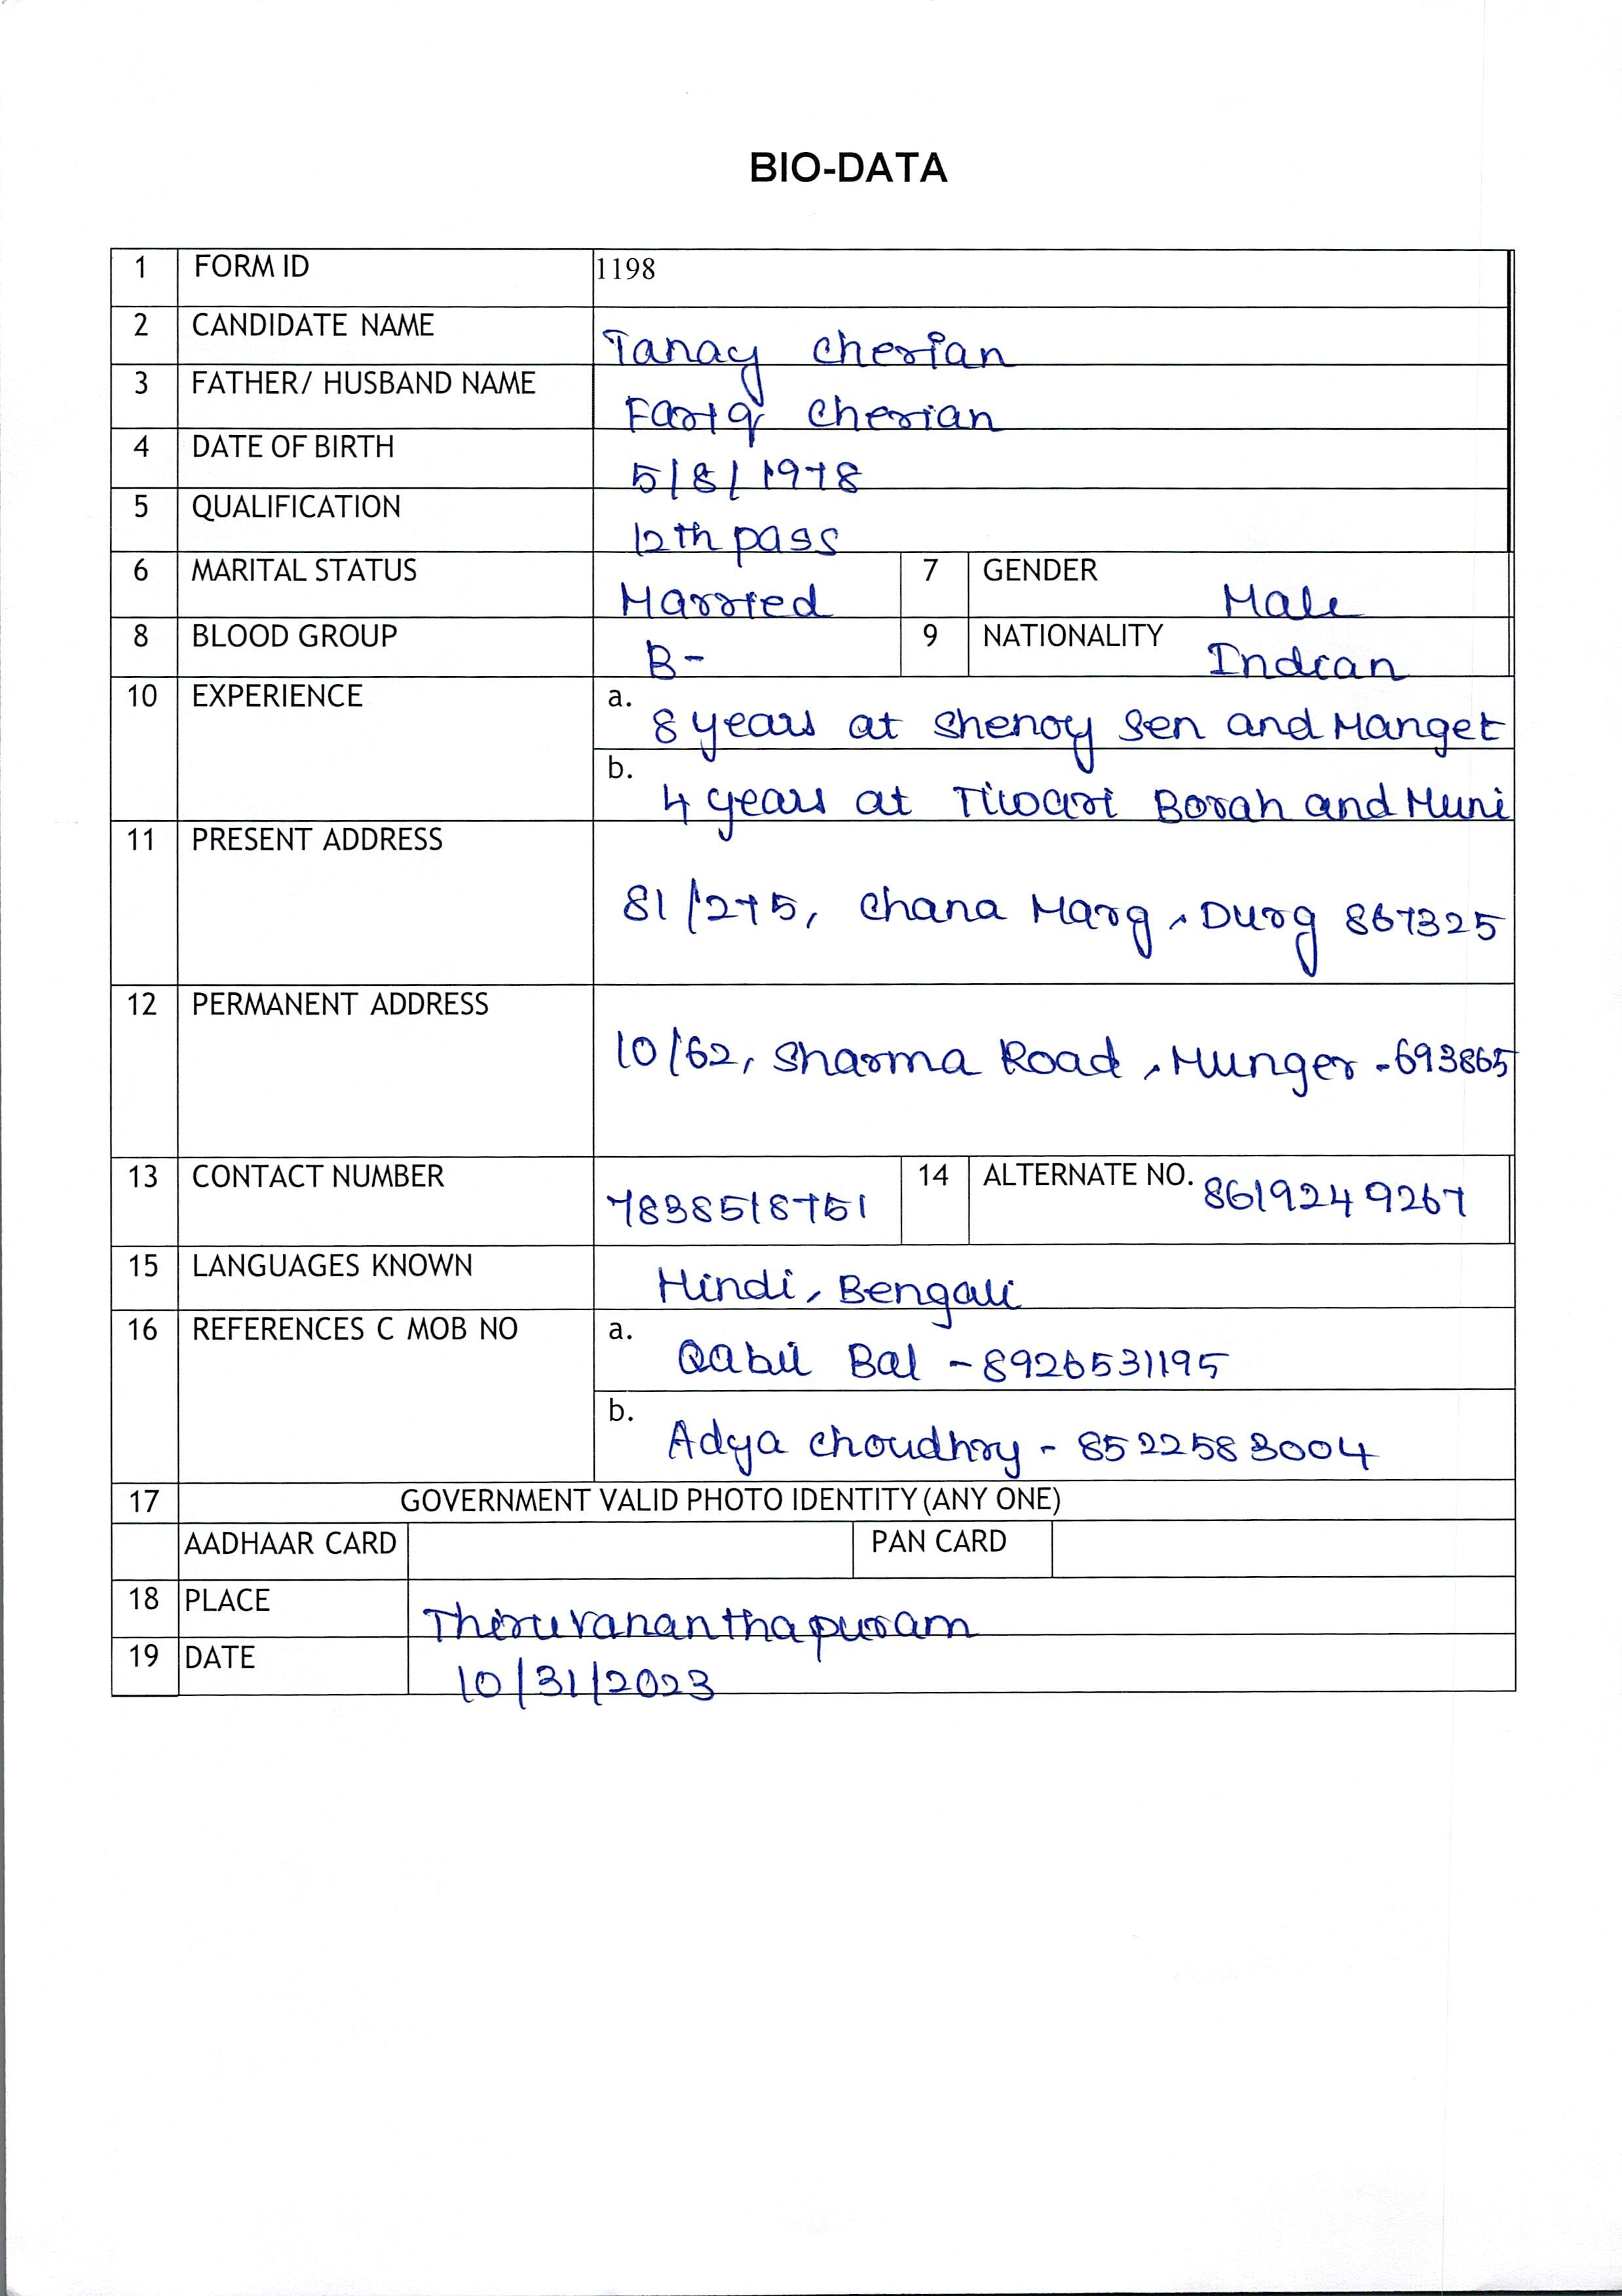 BIO-DATA
1 FORM ID 1198
2 CANDIDATE NAME Tanay Cherian
3 FATHER/ HUSBAND NAME Fariq Cherian
4 DATE OF BIRTH 5/8/1978
5 QUALIFICATION 12th pass
6 MARITAL STATUS Married 7 GENDER Male
8 BLOOD GROUP B- 9 NATIONALITY Indian
10 EXPERIENCE a. 8 years at Shenoy Sen and Manget
b. 4 years at Tiwari Borah and Muni
11 PRESENT ADDRESS 81/275, Chana Marg, Durg 867325
12 PERMANENT ADDRESS 10/62, Sharma Road, Munger -693865
13 CONTACT NUMBER 7838518751 14 ALTERNATE NO. 8619249267
15 LANGUAGES KNOWN Hindi, Bengali
16 REFERENCES C MOB NO a. Qabil Bal - 8926531195
b. Adya Choudhry - 8522583004
17 GOVERNMENT VALID PHOTO IDENTITY (ANY ONE)
AADHAAR CARD PAN CARD
18 PLACE Thiruvananthapuram
19 DATE 10/31/2023